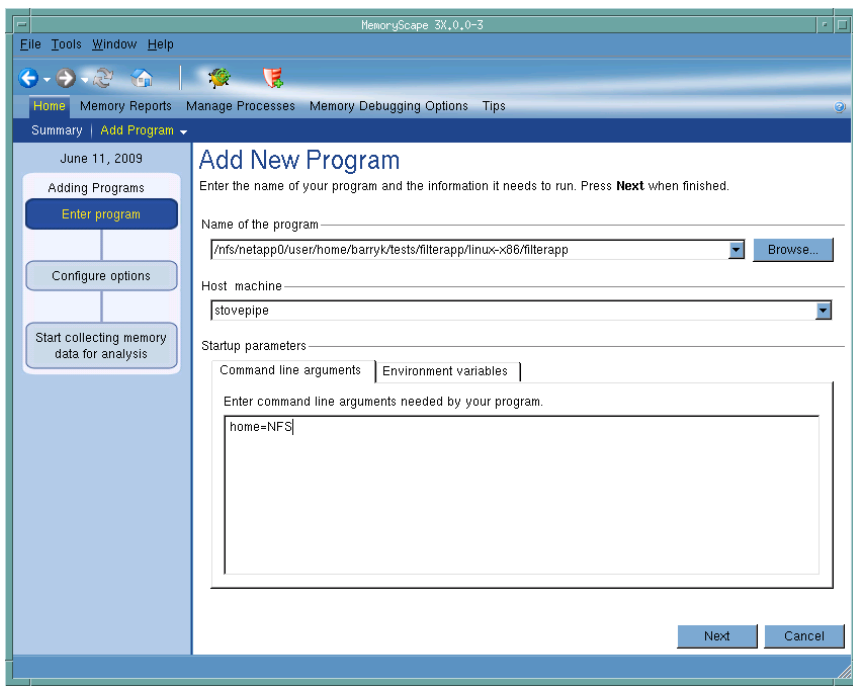 MemoryScape 3X.0.0-3
File Tools Window Help
Home Memory Reports Manage Processes Memory Debugging Options Tips
Summary | Add Program
June 11, 2009
Adding Programs
Enter program
Configure options
Start collecting memory
data for analysis
Add New Program
Enter the name of your program and the information it needs to run. Press Next when finished.
Name of the program
/nfs/netapp0/user/home/barryk/tests/filterapp/linux-x86/filterapp
Browse...
Host machine
stovepipe
Startup parameters
Command line arguments
Environment variables
Enter command line arguments needed by your program.
home=NFS
Next
Cancel